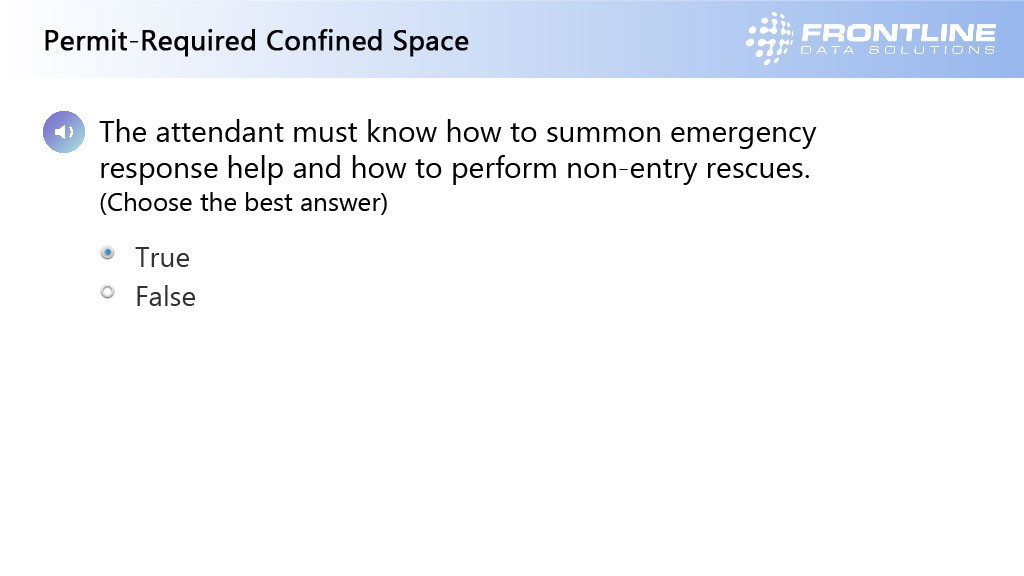 Permit-Required Confined Space
FRONTLINE
DATA SOLUTIONS
The attendant must know how to summon emergency
response help and how to perform non-entry rescues.
(Choose the best answer)
True
False